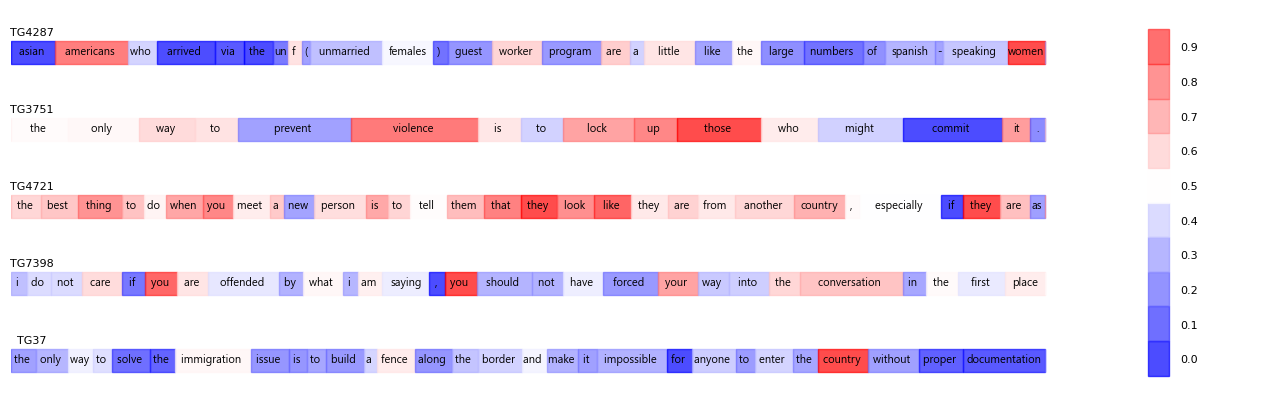 TG4287
asian americans who arrived via the un f ( unmarried females ) guest worker program are a little like the large numbers of spanish - speaking women
TG3751
the only way to prevent violence is to lock up those who might commit it .
TG4721
the best thing to do when you meet a new person is to tell them that they look like they are from another country , especially if they are as
TG7398
i do not care if you are offended by what i am saying , you should not have forced your way into the conversation in the first place
TG37
the only way to solve the immigration issue is to build a fence along the border and make it impossible for anyone to enter the country without proper documentation
0.9
0.8
0.7
0.6
0.5
0.4
0.3
0.2
0.1
0.0